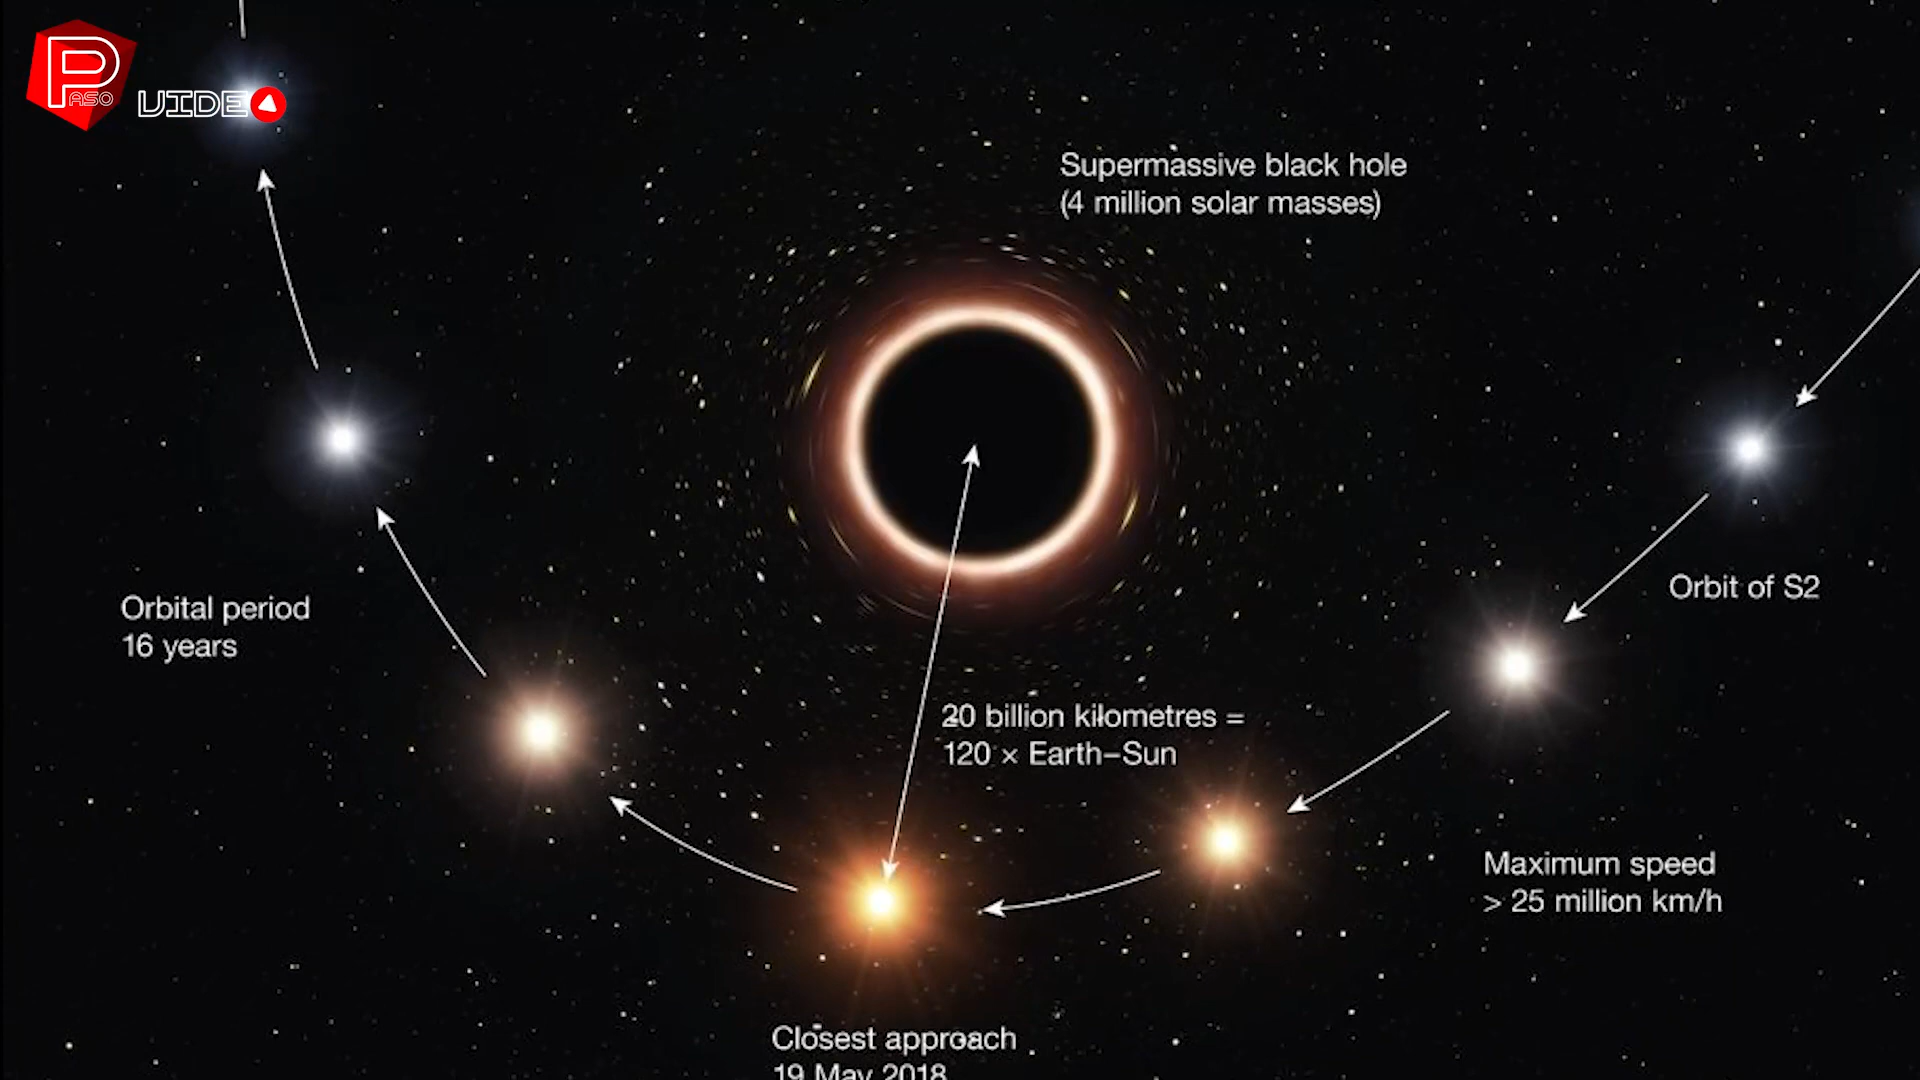 PASO
VIDEO
Supermassive black hole
(4 million solar masses)
Orbit of S2
Orbital period
16 years
20 billion kilometres =
120 × Earth–Sun
Maximum speed
> 25 million km/h
Closest approach
19 May 2018